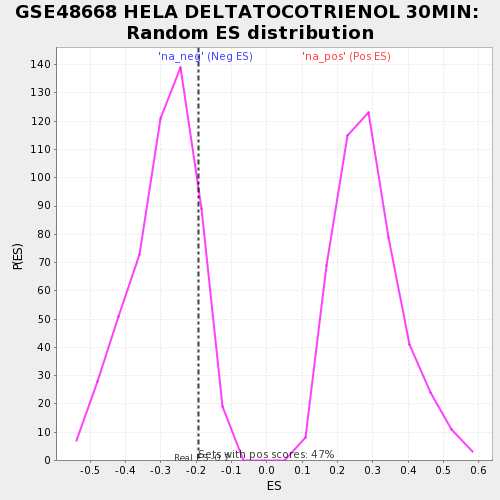 GSE48668 HELA DELTATOCOTRIENOL 30MIN:
Random ES distribution
'na_neg' (Neg ES) 'na_pos' (Pos ES)
140
130
120
110
100
90
80
70
60
50
40
30
20
10
0
P(ES)
Sets with pos scores: 47%
Real
-0.5 -0.4 -0.3 -0.2 -0.1 0.0 0.1 0.2 0.3 0.4 0.5 0.6
ES